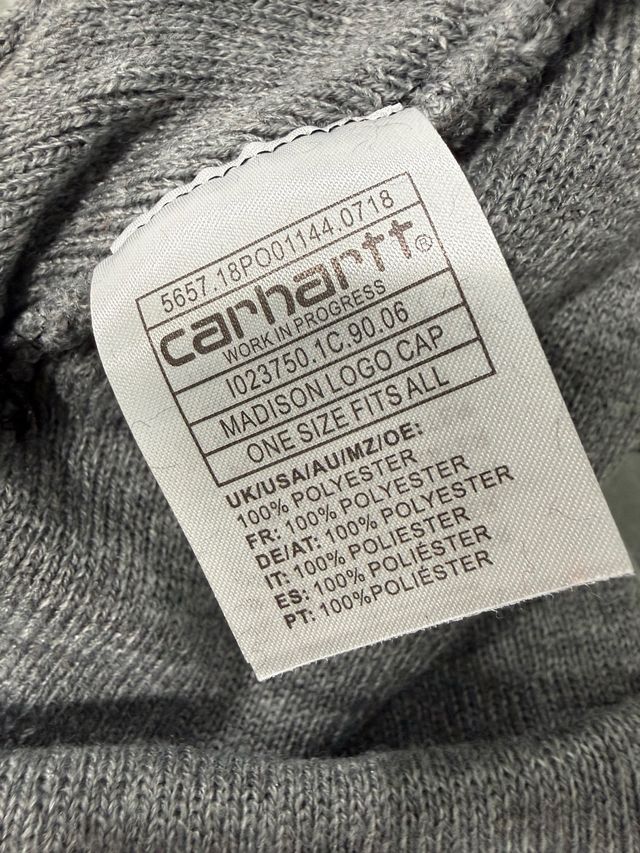 5657.18PO01144.0718
carhartt®
WORK IN PROGRESS
I023750.1C.90.06
MADISON LOGO CAP
ONE SIZE FITS ALL
UK/USA/AU/MZ/OE:
100% POLYESTER
FR: 100% POLYESTER
DE/AT: 100% POLYESTER
IT: 100% POLIESTER
ES: 100% POLIÉSTER
PT: 100%POLIÉSTER